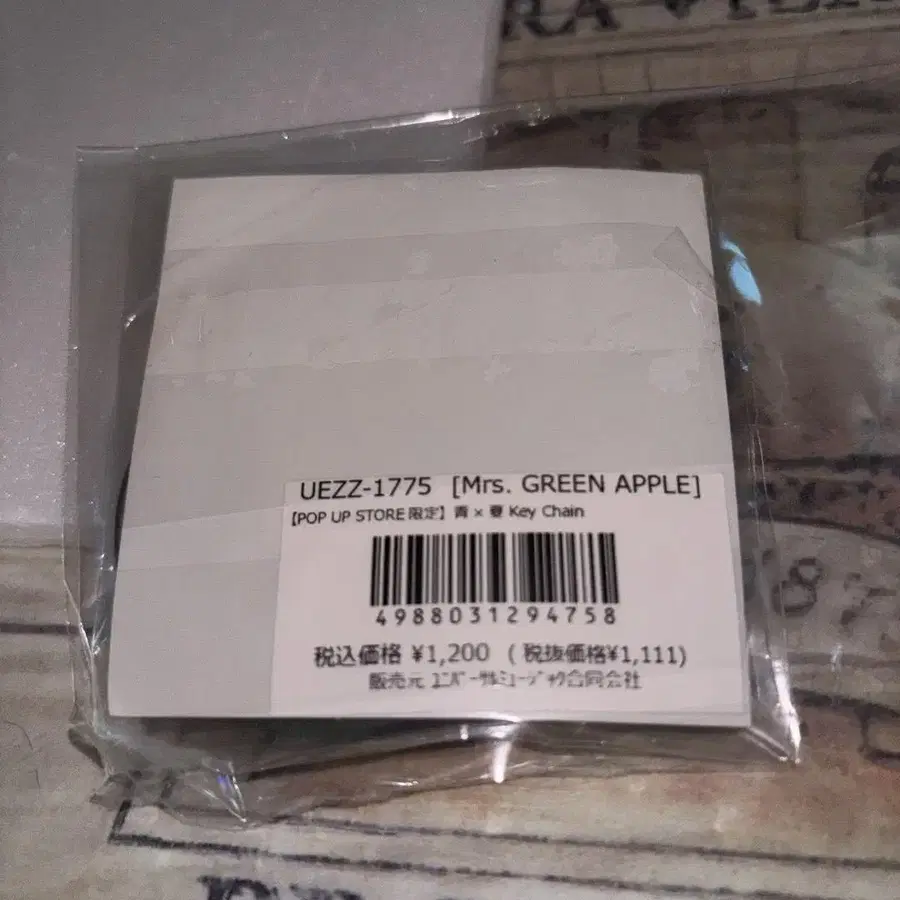 UEZZ-1775 [Mrs. GREEN APPLE]
【POP UP STORE限定】青×夏 Key Chain
4988031294758
税込価格 ¥1,200 (税抜価格¥1,111)
販売元 ユニバーサルミュージック合同会社